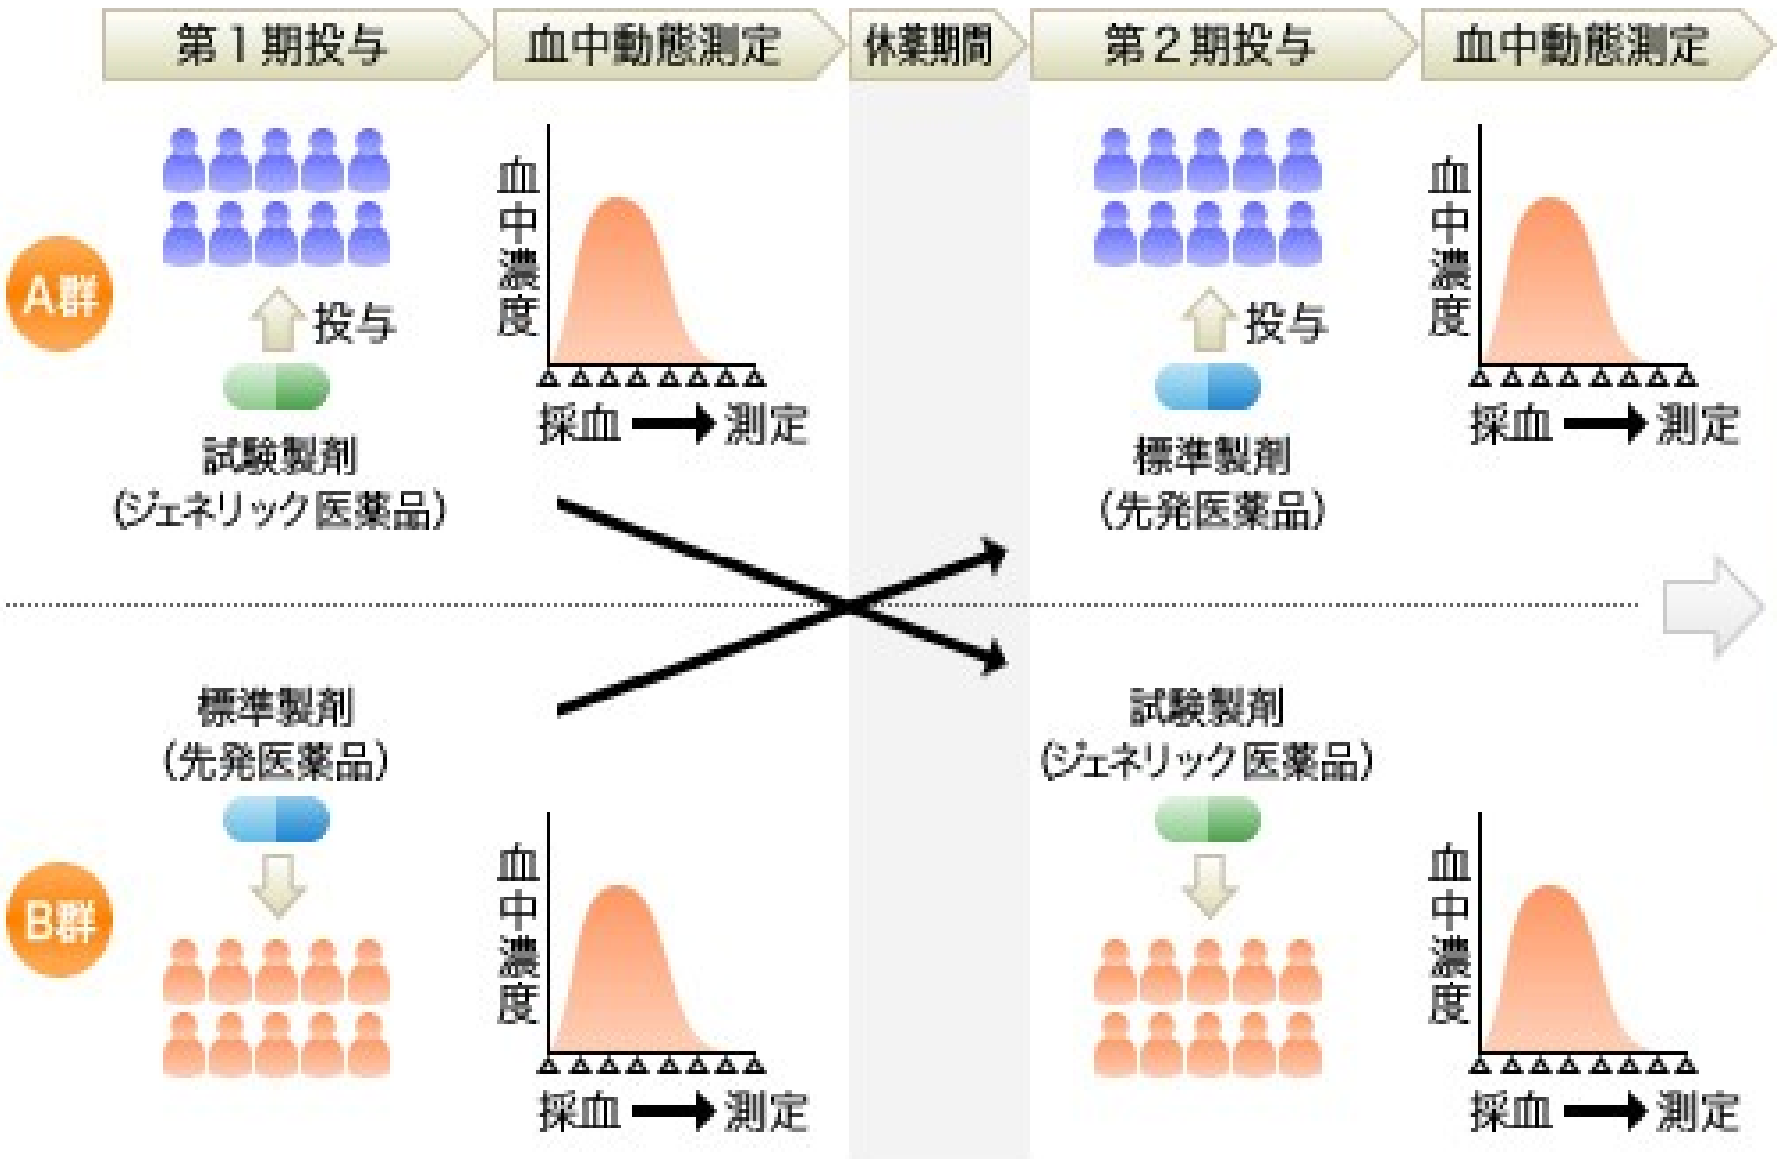 第1期投与
血中動態測定
休薬期間
第2期投与
血中動態測定
A群
投与
試験製剤
(ジェネリック医薬品)
血中濃度
採血 → 測定
投与
標準製剤
(先発医薬品)
血中濃度
採血 → 測定
B群
標準製剤
(先発医薬品)
血中濃度
採血 → 測定
試験製剤
(ジェネリック医薬品)
血中濃度
採血 → 測定